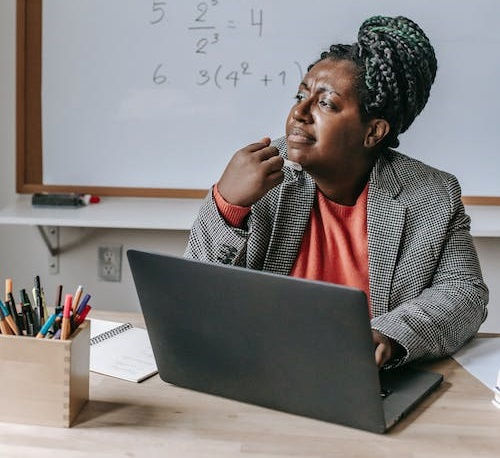 5. 2⁵/2³ = 4
6. 3(4² + 1)